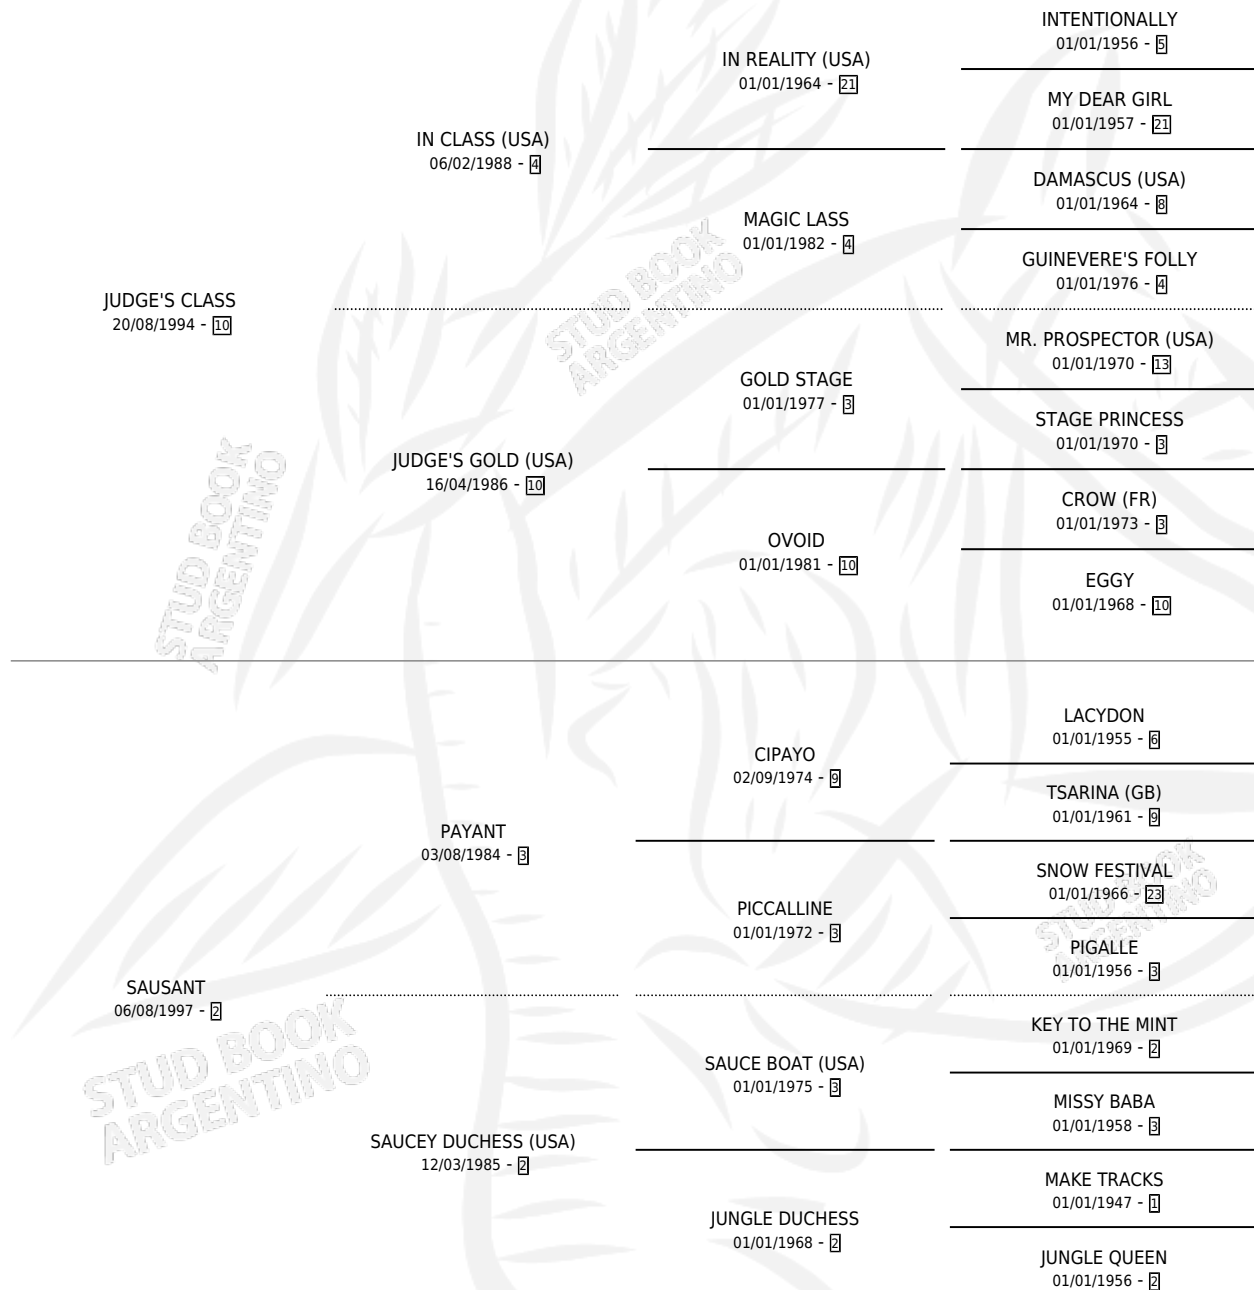 INTENTIONALLY
01/01/1956 - 5
IN REALITY (USA)
01/01/1964 - 21
MY DEAR GIRL
01/01/1957 - 21
IN CLASS (USA)
06/02/1988 - 4
DAMASCUS (USA)
01/01/1964 - 8
MAGIC LASS
01/01/1982 - 4
GUINEVERE'S FOLLY
01/01/1976 - 4
JUDGE'S CLASS
20/08/1994 - 10
MR. PROSPECTOR (USA)
01/01/1970 - 13
GOLD STAGE
01/01/1977 - 3
STAGE PRINCESS
01/01/1970 - 3
JUDGE'S GOLD (USA)
16/04/1986 - 10
CROW (FR)
01/01/1973 - 3
OVOID
01/01/1981 - 10
EGGY
01/01/1968 - 10
LACYDON
01/01/1955 - 6
CIPAYO
02/09/1974 - 9
TSARINA (GB)
01/01/1961 - 9
PAYANT
03/08/1984 - 3
SNOW FESTIVAL
01/01/1966 - 23
PICCALLINE
01/01/1972 - 3
PIGALLE
01/01/1956 - 3
SAUSANT
06/08/1997 - 2
KEY TO THE MINT
01/01/1969 - 2
SAUCE BOAT (USA)
01/01/1975 - 3
MISSY BABA
01/01/1958 - 3
SAUCEY DUCHESS (USA)
12/03/1985 - 2
MAKE TRACKS
01/01/1947 - 1
JUNGLE DUCHESS
01/01/1968 - 2
JUNGLE QUEEN
01/01/1956 - 2
STUD BOOK
ARGENTINO
STUD BOOK
ARGENTINO
STUD BOOK
ARGENTINO
STUD BOOK
ARGENTINO